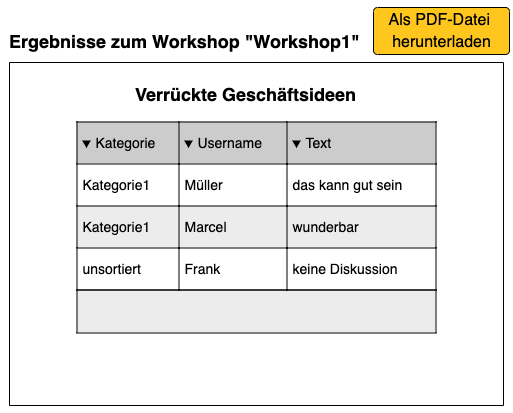 Ergebnisse zum Workshop "Workshop1"
Als PDF-Datei
herunterladen
Verrückte Geschäftsideen
▼ Kategorie ▼ Username ▼ Text
Kategorie1 Müller das kann gut sein
Kategorie1 Marcel wunderbar
unsortiert Frank keine Diskussion